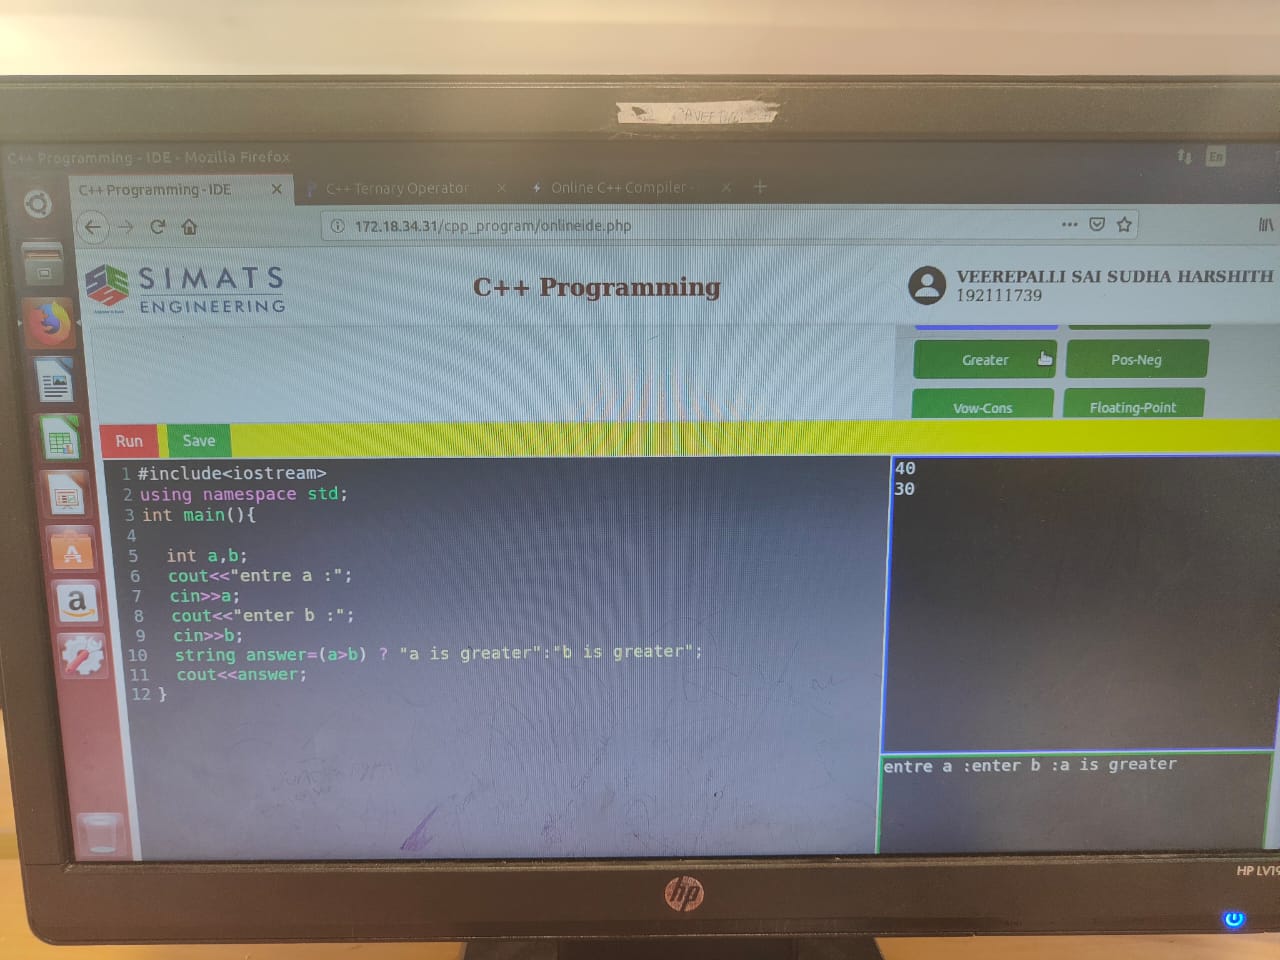 C++ Programming - IDE - Mozilla Firefox
En
C++ Programming - IDE
C++ Ternary Operator
Online C++ Compiler -
172.18.34.31/cpp_program/onlineide.php
SIMATS
ENGINEERING
C++ Programming
VEEREPALLI SAI SUDHA HARSHITH
192111739
Greater
Pos-Neg
Vow-Cons
Floating-Point
Run
Save
1 #include<iostream>
2 using namespace std;
3 int main(){
4
5 int a,b;
6 cout<<"entre a :";
7 cin>>a;
8 cout<<"enter b :";
9 cin>>b;
10 string answer=(a>b) ? "a is greater":"b is greater";
11 cout<<answer;
12 }
40
30
entre a :enter b :a is greater
hp